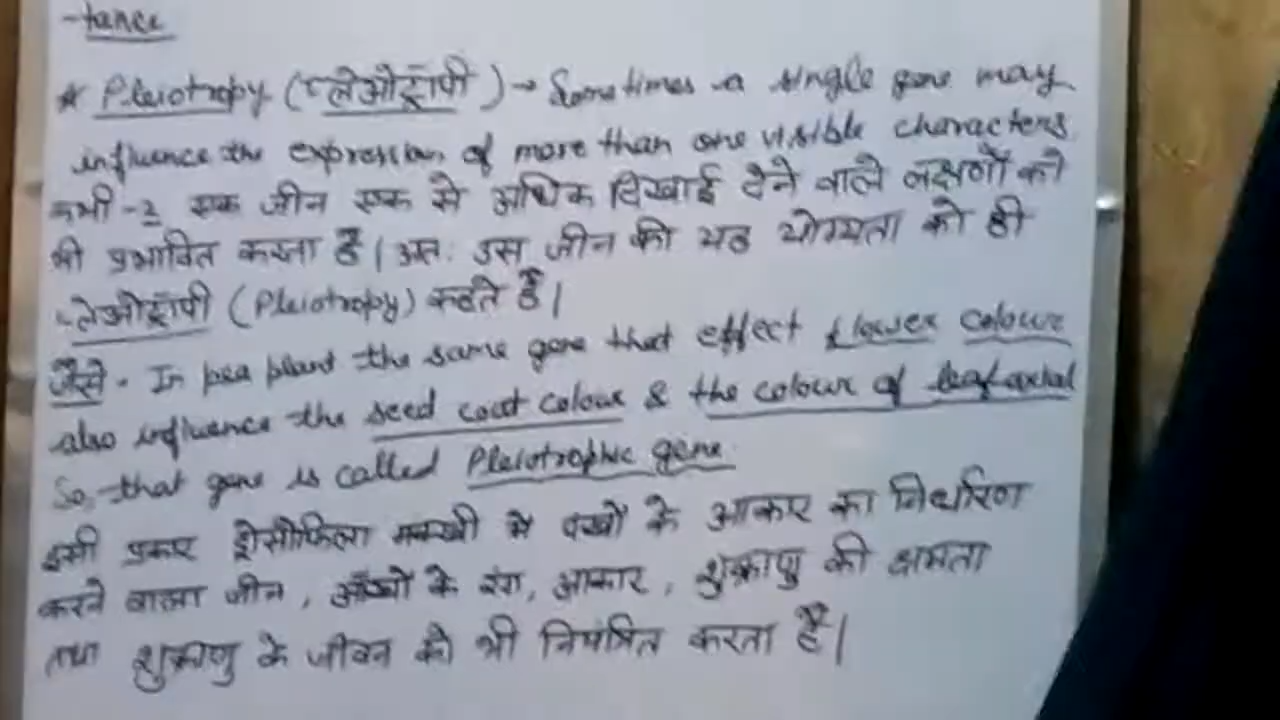 -tance
* Pleiotropy (प्लेओट्रॉपी) → Sometimes a single gene may
influence the expression of more than one visible characters.
कभी-2 एक जीन एक से अधिक दिखाई देने वाले लक्षणों को
भी प्रभावित करता है। अतः उस जीन की यह योग्यता को ही
प्लेओट्रॉपी (Pleiotropy) कहते हैं।
जैसे - In pea plant the same gene that effect flower colour
also influence the seed coat colour & the colour of leaf axial
So, that gene is called Pleiotrophic gene.
इसी प्रकार ड्रोसोफिला मक्खी में पंखों के आकार का निर्धारण
करने वाला जीन, आँखों के रंग, आकार, शुक्राणु की क्षमता
तथा शुक्राणु के जीवन को भी नियंत्रित करता है।